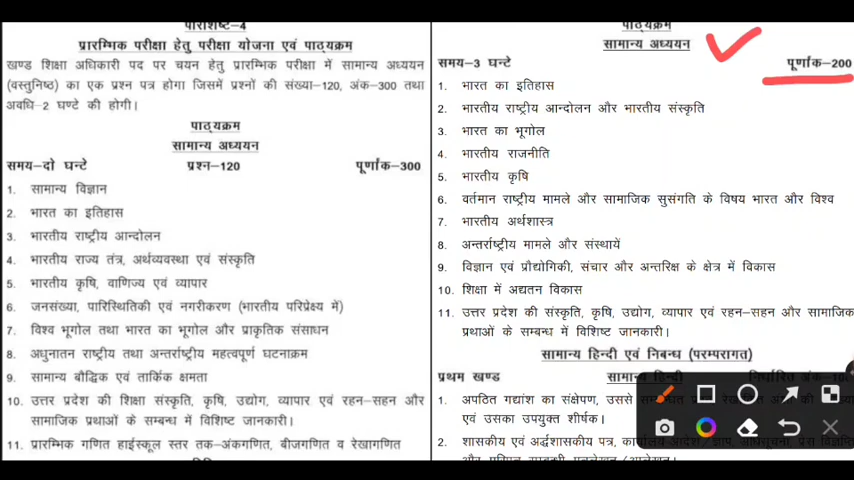 परिशिष्ट-4
प्रारम्भिक परीक्षा हेतु परीक्षा योजना एवं पाठ्यक्रम
खण्ड शिक्षा अधिकारी पद पर चयन हेतु प्रारम्भिक परीक्षा में सामान्य अध्ययन
(वस्तुनिष्ठ) का एक प्रश्न पत्र होगा जिसमें प्रश्नों की संख्या-120, अंक-300 तथा
अवधि-2 घण्टे की होगी।
पाठ्यक्रम
सामान्य अध्ययन
समय-दो घन्टे प्रश्न-120 पूर्णांक-300
1. सामान्य विज्ञान
2. भारत का इतिहास
3. भारतीय राष्ट्रीय आन्दोलन
4. भारतीय राज्य तंत्र, अर्थव्यवस्था एवं संस्कृति
5. भारतीय कृषि, वाणिज्य एवं व्यापार
6. जनसंख्या, पारिस्थितिकी एवं नगरीकरण (भारतीय परिप्रेक्ष्य में)
7. विश्व भूगोल तथा भारत का भूगोल और प्राकृतिक संसाधन
8. अधुनातन राष्ट्रीय तथा अन्तर्राष्ट्रीय महत्वपूर्ण घटनाक्रम
9. सामान्य बौद्धिक एवं तार्किक क्षमता
10. उत्तर प्रदेश की शिक्षा संस्कृति, कृषि, उद्योग, व्यापार एवं रहन-सहन और
सामाजिक प्रथाओं के सम्बन्ध में विशिष्ट जानकारी।
11. प्रारम्भिक गणित हाईस्कूल स्तर तक-अंकगणित, बीजगणित व रेखागणित
पाठ्यक्रम
सामान्य अध्ययन
समय-3 घन्टे पूर्णांक-200
1. भारत का इतिहास
2. भारतीय राष्ट्रीय आन्दोलन और भारतीय संस्कृति
3. भारत का भूगोल
4. भारतीय राजनीति
5. भारतीय कृषि
6. वर्तमान राष्ट्रीय मामले और सामाजिक सुसंगति के विषय भारत और विश्व
7. भारतीय अर्थशास्त्र
8. अन्तर्राष्ट्रीय मामले और संस्थायें
9. विज्ञान एवं प्रौद्योगिकी, संचार और अन्तरिक्ष के क्षेत्र में विकास
10. शिक्षा में अद्यतन विकास
11. उत्तर प्रदेश की संस्कृति, कृषि, उद्योग, व्यापार एवं रहन-सहन और सामाजिक
प्रथाओं के सम्बन्ध में विशिष्ट जानकारी।
सामान्य हिन्दी एवं निबन्ध (परम्परागत)
प्रथम खण्ड सामान्य हिन्दी
1. अपठित गद्यांश का संक्षेपण, उससे
एवं उसका उपयुक्त शीर्षक।
2. शासकीय एवं अर्द्धशासकीय पत्र,